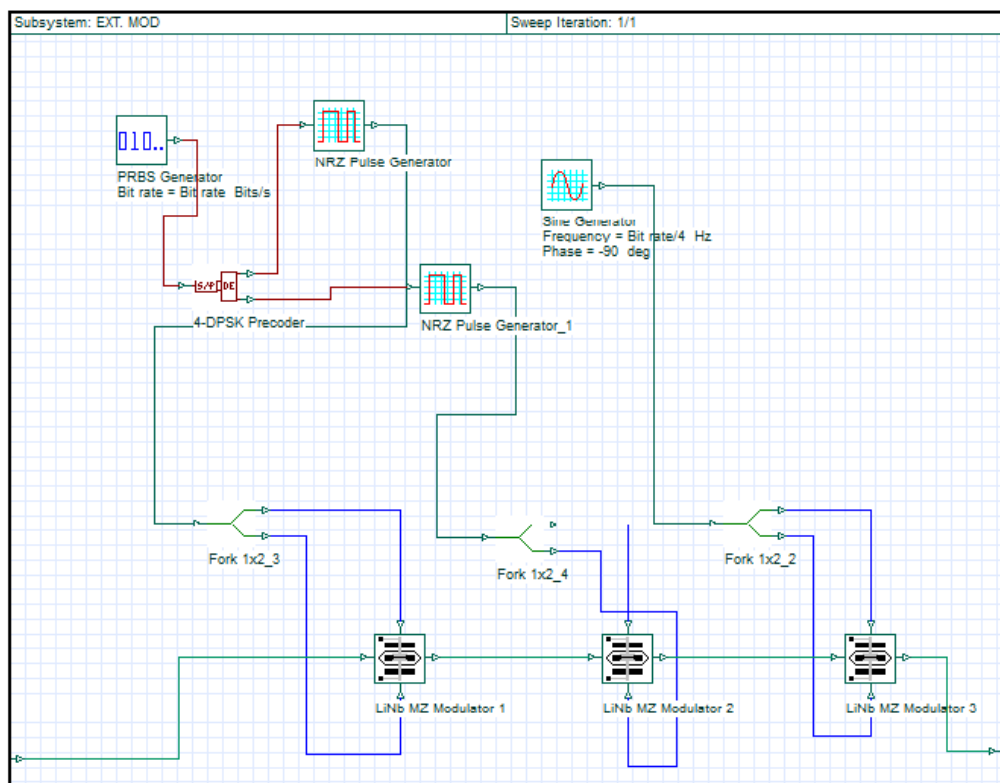 Subsystem: EXT. MOD
Sweep Iteration: 1/1
010..
PRBS Generator
Bit rate = Bit rate Bits/s
NRZ Pulse Generator
Sine Generator
Frequency = Bit rate/4 Hz
Phase = -90 deg
S/P DE
4-DPSK Precoder
NRZ Pulse Generator_1
Fork 1x2_3
Fork 1x2_4
Fork 1x2_2
LiNb MZ Modulator 1
LiNb MZ Modulator 2
LiNb MZ Modulator 3